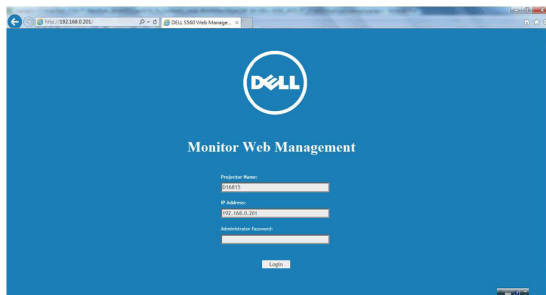 http://192.168.0.201/
DELL S560 Web Manage...
DELL
Monitor Web Management
Projector Name:
D16815
IP Address:
192.168.0.201
Administrator Password:
Login